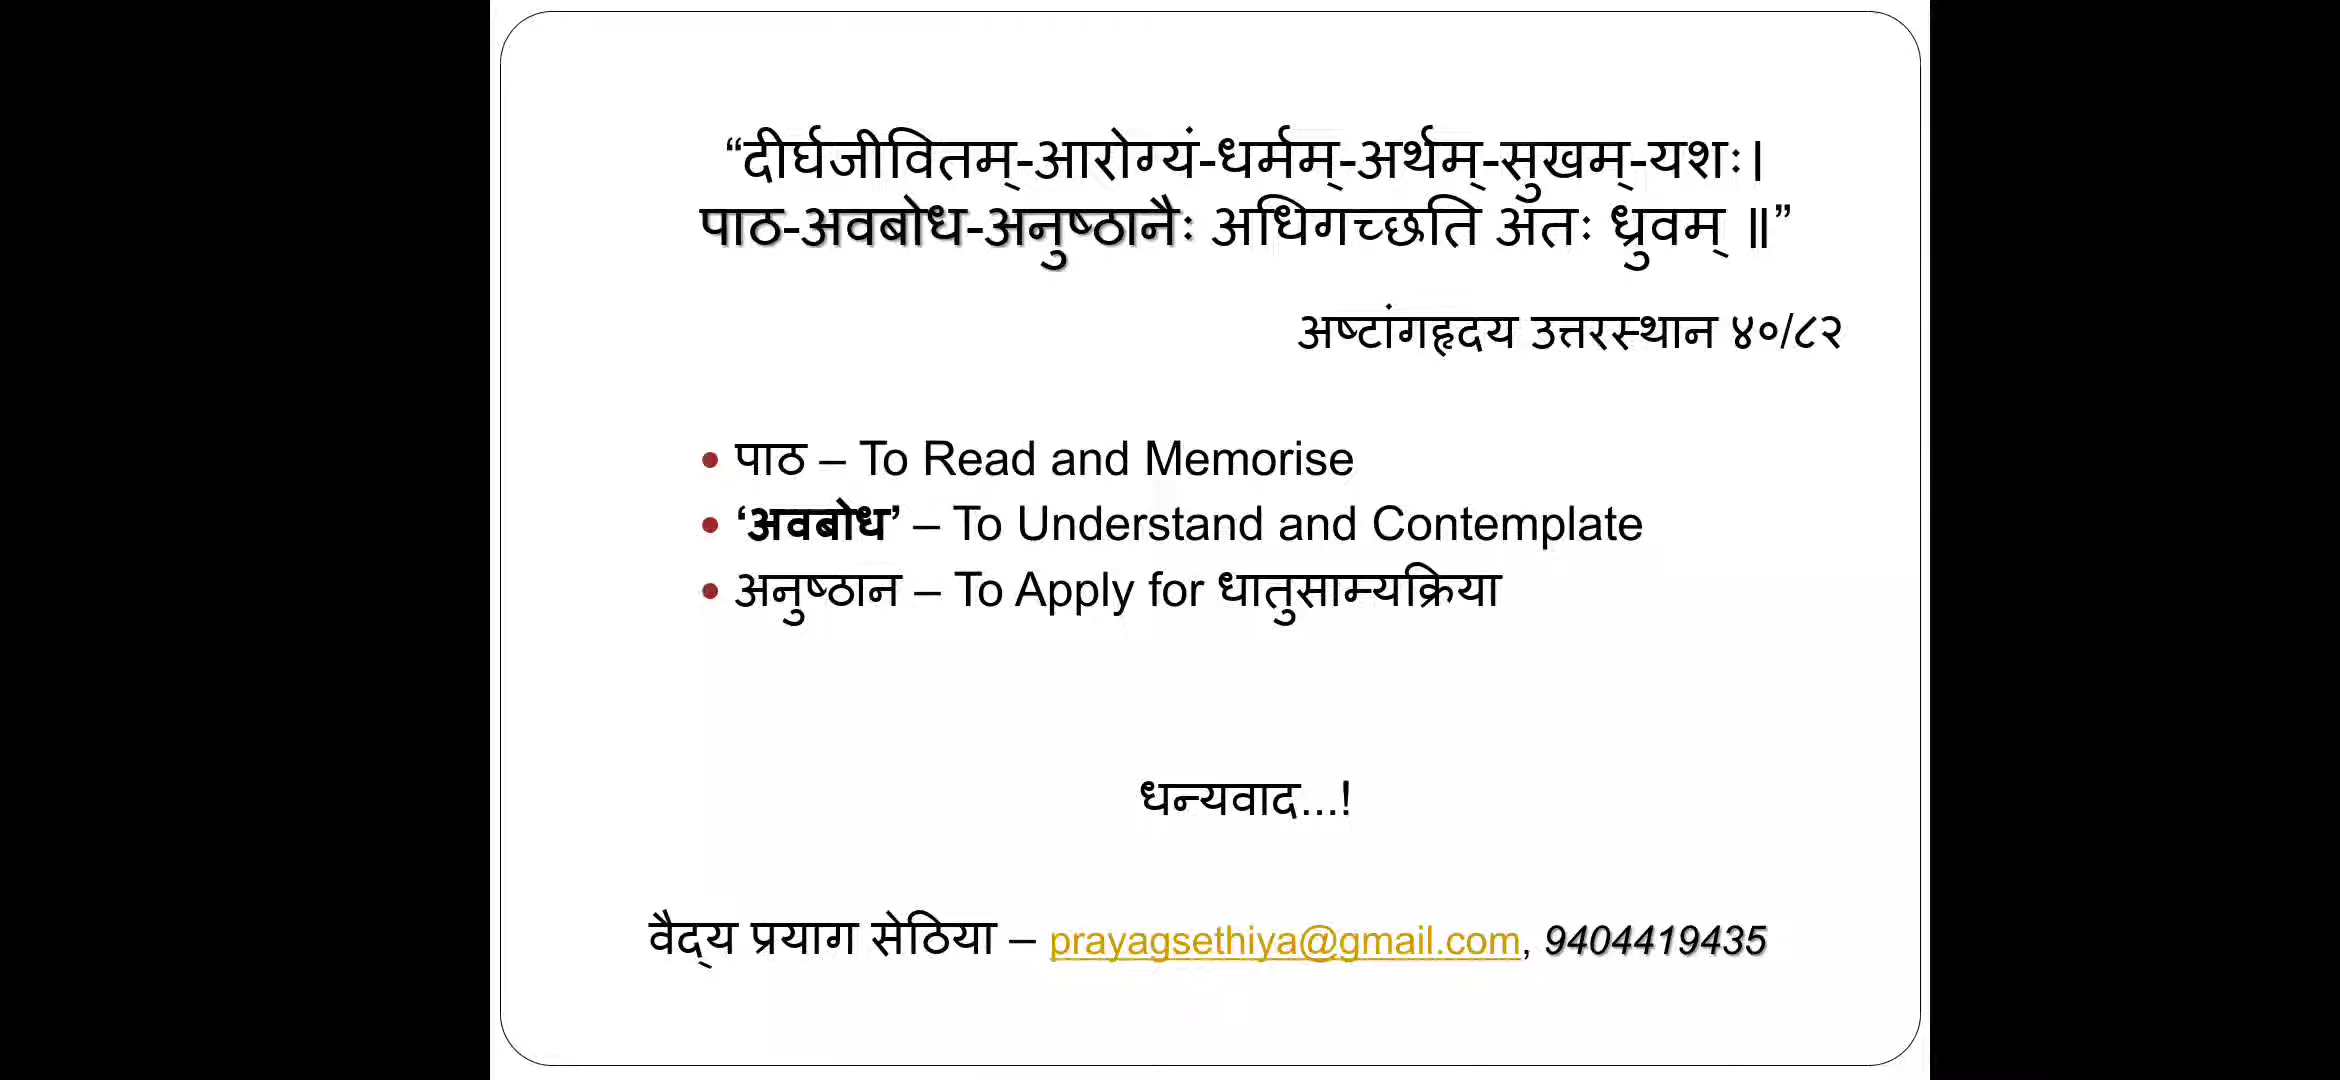 “दीर्घजीवितम्-आरोग्यं-धर्मम्-अर्थम्-सुखम्-यशः।
पाठ-अवबोध-अनुष्ठानैः अधिगच्छति अतः ध्रुवम् ॥”
अष्टांगहृदय उत्तरस्थान ४०/८२
• पाठ – To Read and Memorise
• ‘अवबोध’ – To Understand and Contemplate
• अनुष्ठान – To Apply for धातुसाम्यक्रिया
धन्यवाद...!
वैद्य प्रयाग सेठिया – prayagsethiya@gmail.com, 9404419435